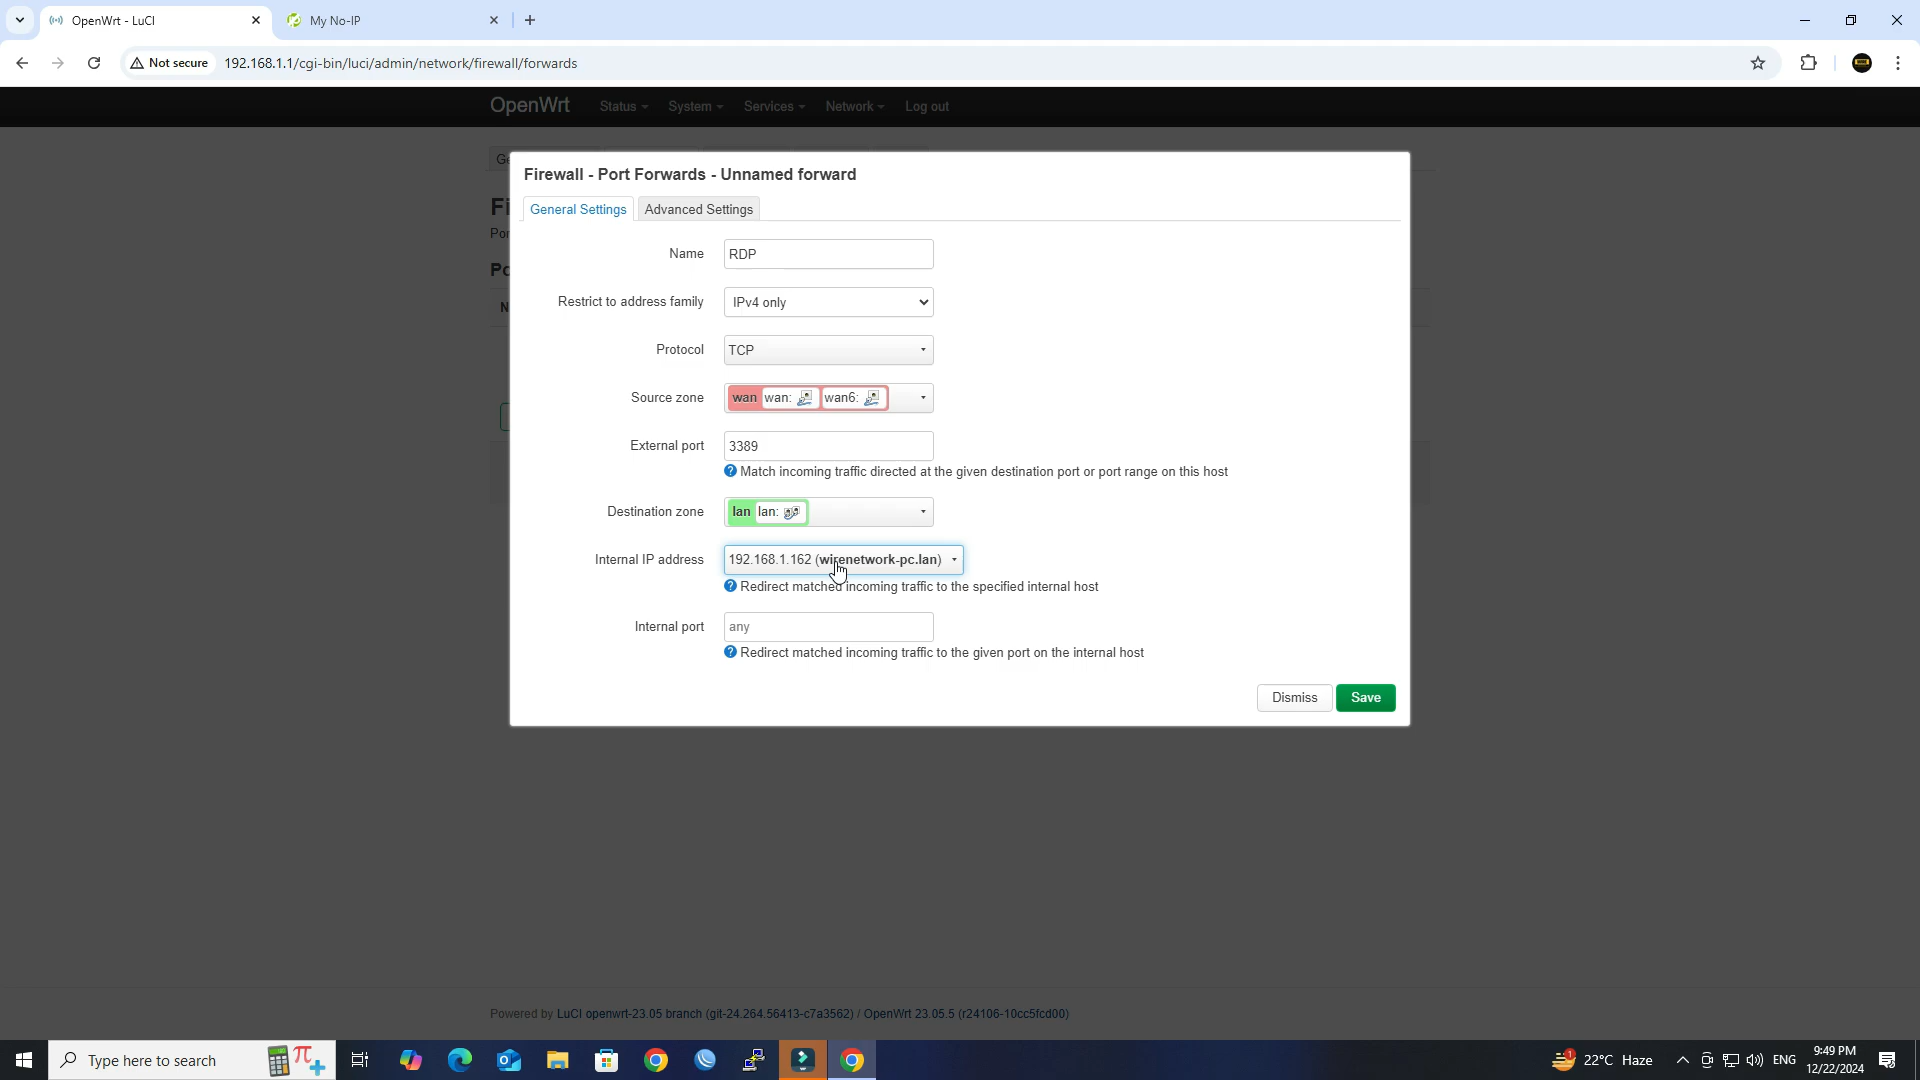 OpenWrt - LuCI
My No-IP
Not secure
192.168.1.1/cgi-bin/luci/admin/network/firewall/forwards
OpenWrt Status System Services Network Log out
Ge
Fi
Por
Po
N
Firewall - Port Forwards - Unnamed forward
General Settings
Advanced Settings
Name RDP
Restrict to address family IPv4 only
Protocol TCP
Source zone wan wan: wan6:
External port 3389
Match incoming traffic directed at the given destination port or port range on this host
Destination zone lan lan:
Internal IP address 192.168.1.162 (wirenetwork-pc.lan)
Redirect matched incoming traffic to the specified internal host
Internal port any
Redirect matched incoming traffic to the given port on the internal host
Dismiss
Save
Powered by LuCI openwrt-23.05 branch (git-24.264.56413-c7a3562) / OpenWrt 23.05.5 (r24106-10cc5fcd00)
Type here to search
1
22°C Haze
ENG
9:49 PM
12/22/2024